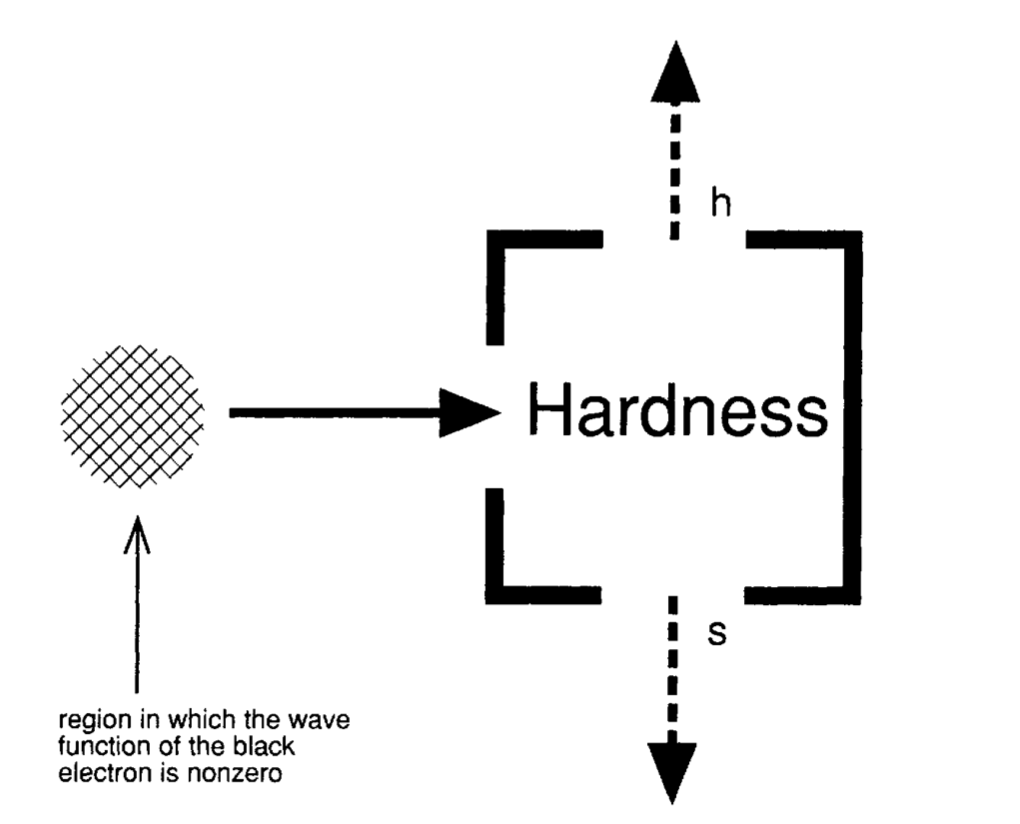 h
Hardness
s
region in which the wave
function of the black
electron is nonzero